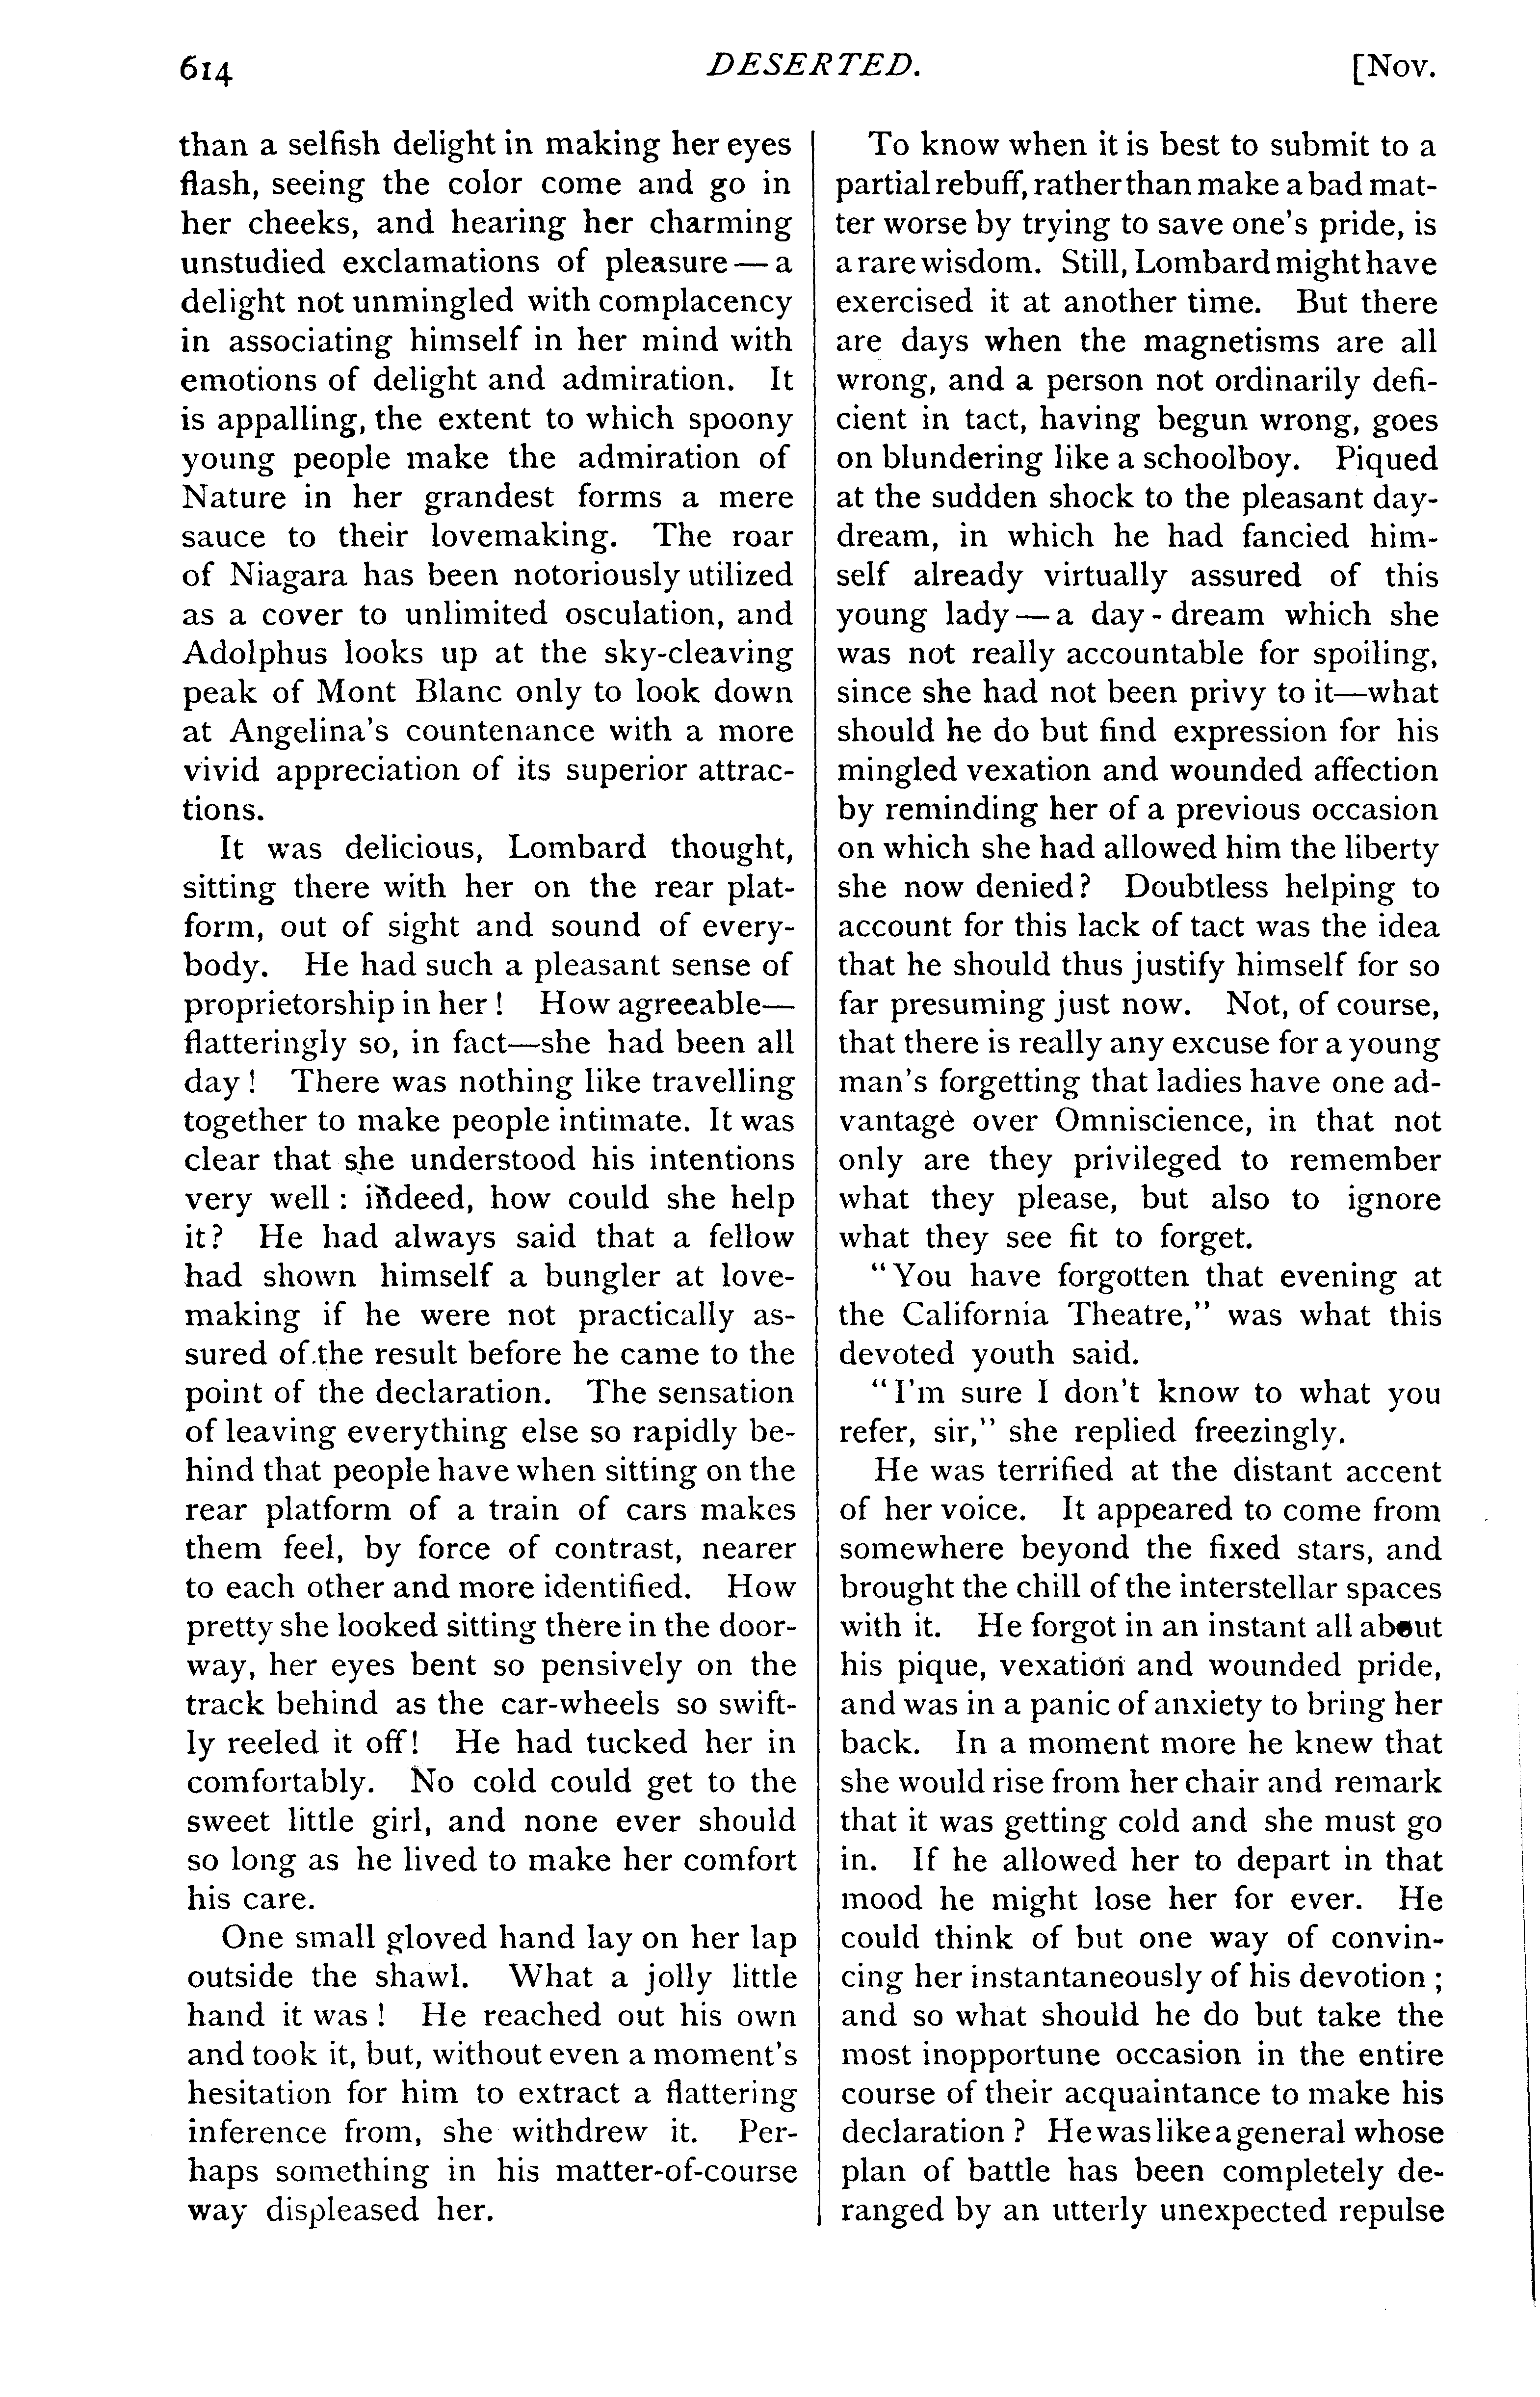 614
DESERTED.
[Nov.
than a selfish delight in making her eyes
flash, seeing the color come and go in
her cheeks, and hearing her charming
unstudied exclamations of pleasure — a
delight not unmingled with complacency
in associating himself in her mind with
emotions of delight and admiration. It
is appalling, the extent to which spoony
young people make the admiration of
Nature in her grandest forms a mere
sauce to their lovemaking. The roar
of Niagara has been notoriously utilized
as a cover to unlimited osculation, and
Adolphus looks up at the sky-cleaving
peak of Mont Blanc only to look down
at Angelina's countenance with a more
vivid appreciation of its superior attrac-
tions.
It was delicious, Lombard thought,
sitting there with her on the rear plat-
form, out of sight and sound of every-
body. He had such a pleasant sense of
proprietorship in her! How agreeable—
flatteringly so, in fact—she had been all
day! There was nothing like travelling
together to make people intimate. It was
clear that she understood his intentions
very well: indeed, how could she help
it? He had always said that a fellow
had shown himself a bungler at love-
making if he were not practically as-
sured of the result before he came to the
point of the declaration. The sensation
of leaving everything else so rapidly be-
hind that people have when sitting on the
rear platform of a train of cars makes
them feel, by force of contrast, nearer
to each other and more identified. How
pretty she looked sitting there in the door-
way, her eyes bent so pensively on the
track behind as the car-wheels so swift-
ly reeled it off! He had tucked her in
comfortably. No cold could get to the
sweet little girl, and none ever should
so long as he lived to make her comfort
his care.
One small gloved hand lay on her lap
outside the shawl. What a jolly little
hand it was! He reached out his own
and took it, but, without even a moment's
hesitation for him to extract a flattering
inference from, she withdrew it. Per-
haps something in his matter-of-course
way displeased her.
To know when it is best to submit to a
partial rebuff, rather than make a bad mat-
ter worse by trying to save one's pride, is
a rare wisdom. Still, Lombard might have
exercised it at another time. But there
are days when the magnetisms are all
wrong, and a person not ordinarily defi-
cient in tact, having begun wrong, goes
on blundering like a schoolboy. Piqued
at the sudden shock to the pleasant day-
dream, in which he had fancied him-
self already virtually assured of this
young lady — a day-dream which she
was not really accountable for spoiling,
since she had not been privy to it—what
should he do but find expression for his
mingled vexation and wounded affection
by reminding her of a previous occasion
on which she had allowed him the liberty
she now denied? Doubtless helping to
account for this lack of tact was the idea
that he should thus justify himself for so
far presuming just now. Not, of course,
that there is really any excuse for a young
man's forgetting that ladies have one ad-
vantage over Omniscience, in that not
only are they privileged to remember
what they please, but also to ignore
what they see fit to forget.
"You have forgotten that evening at
the California Theatre," was what this
devoted youth said.
"I'm sure I don't know to what you
refer, sir," she replied freezingly.
He was terrified at the distant accent
of her voice. It appeared to come from
somewhere beyond the fixed stars, and
brought the chill of the interstellar spaces
with it. He forgot in an instant all about
his pique, vexation and wounded pride,
and was in a panic of anxiety to bring her
back. In a moment more he knew that
she would rise from her chair and remark
that it was getting cold and she must go
in. If he allowed her to depart in that
mood he might lose her for ever. He
could think of but one way of convin-
cing her instantaneously of his devotion;
and so what should he do but take the
most inopportune occasion in the entire
course of their acquaintance to make his
declaration? He was like a general whose
plan of battle has been completely de-
ranged by an utterly unexpected repulse